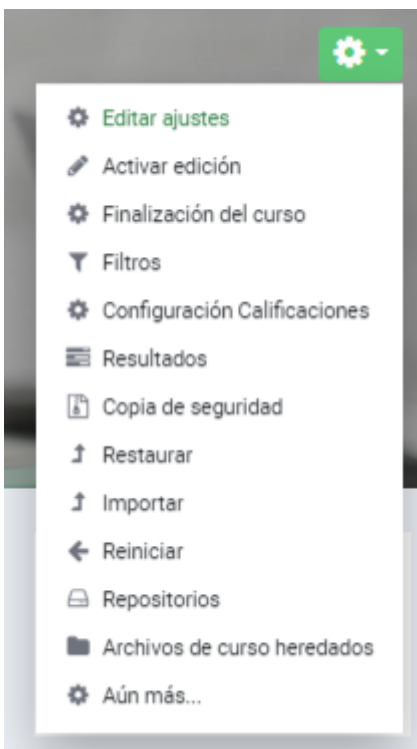 Editar ajustes
Activar edición
Finalización del curso
Filtros
Configuración Calificaciones
Resultados
Copia de seguridad
Restaurar
Importar
Reiniciar
Repositorios
Archivos de curso heredados
Aún más...